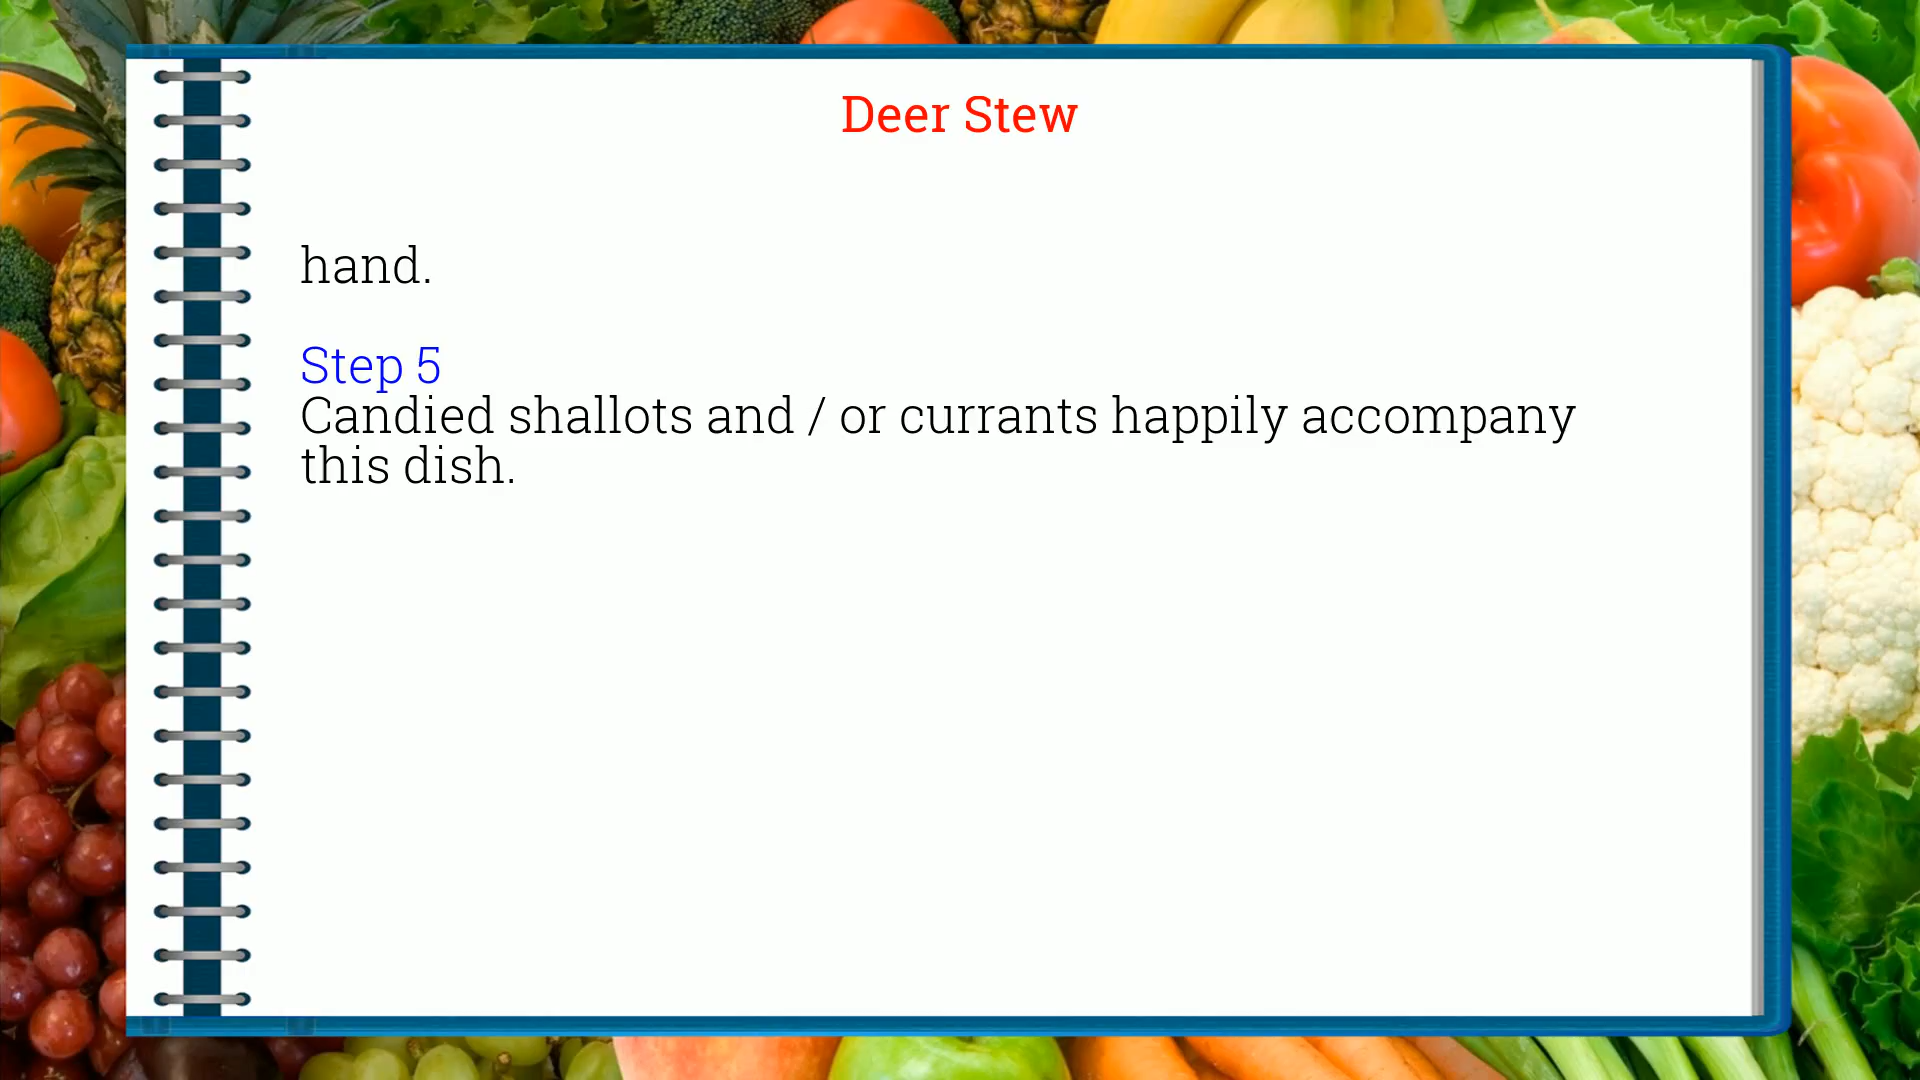 Deer Stew
hand.
Step 5
Candied shallots and / or currants happily accompany
this dish.